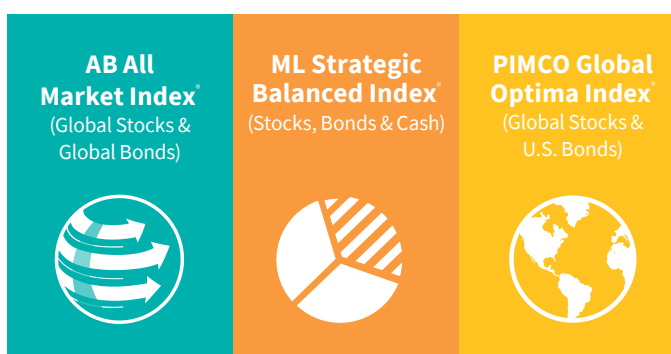 AB All
Market Index®
(Global Stocks &
Global Bonds)
ML Strategic
Balanced Index®
(Stocks, Bonds & Cash)
PIMCO Global
Optima Index®
(Global Stocks &
U.S. Bonds)